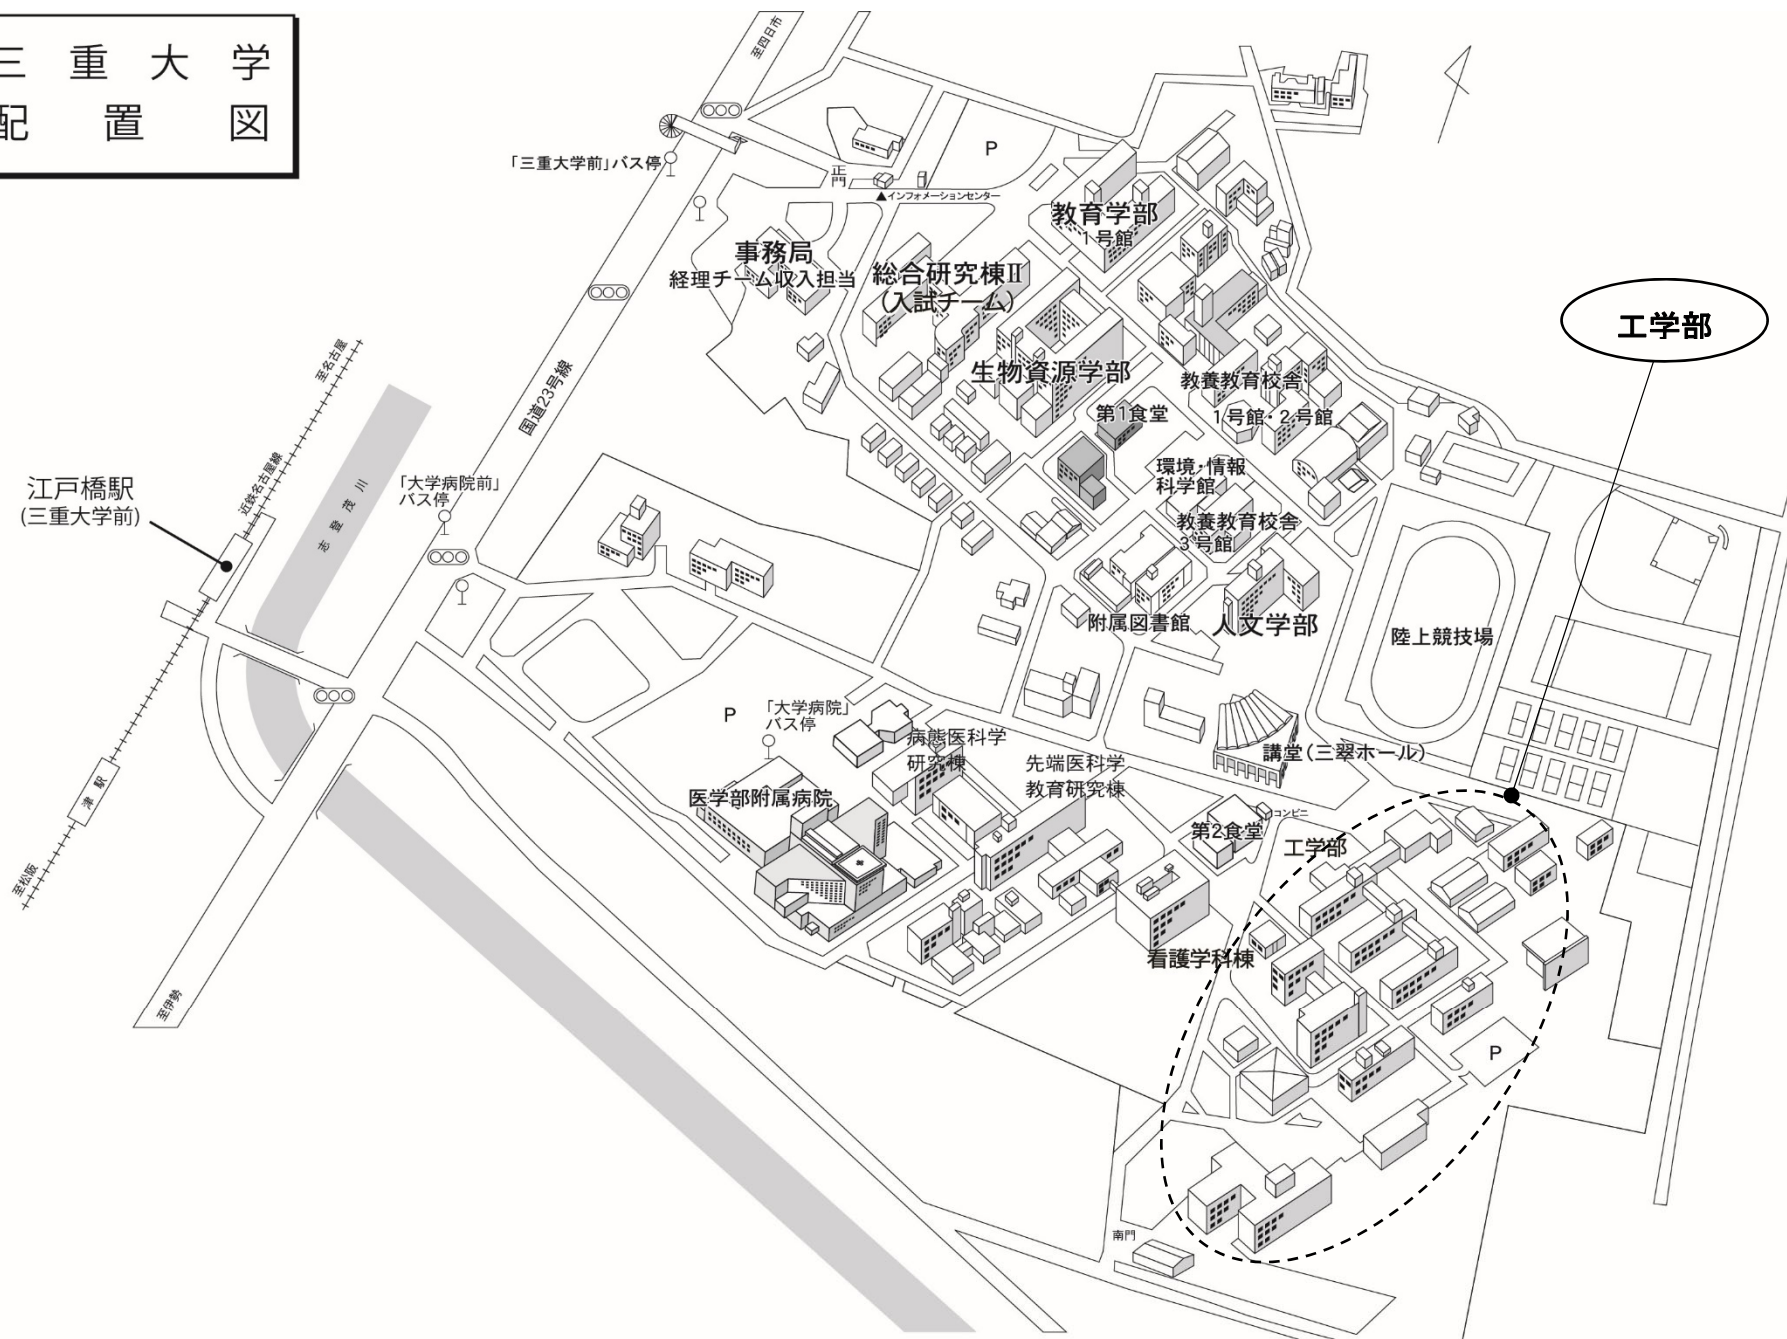 三重大学
配置図
至四日市
「三重大学前」バス停
正門
▲インフォメーションセンター
P
教育学部
1号館
事務局
経理チーム収入担当
総合研究棟Ⅱ
(入試チーム)
工学部
生物資源学部
教養教育校舎
1号館・2号館
第1食堂
至名古屋
国道23号線
近鉄名古屋線
志登茂川
江戸橋駅
(三重大学前)
「大学病院前」
バス停
環境・情報
科学館
教養教育校舎
3号館
附属図書館
人文学部
陸上競技場
P
「大学病院」
バス停
病態医科学
研究棟
先端医科学
教育研究棟
講堂(三翠ホール)
津駅
医学部附属病院
コンビニ
第2食堂
工学部
至松阪
看護学科棟
至伊勢
P
南門